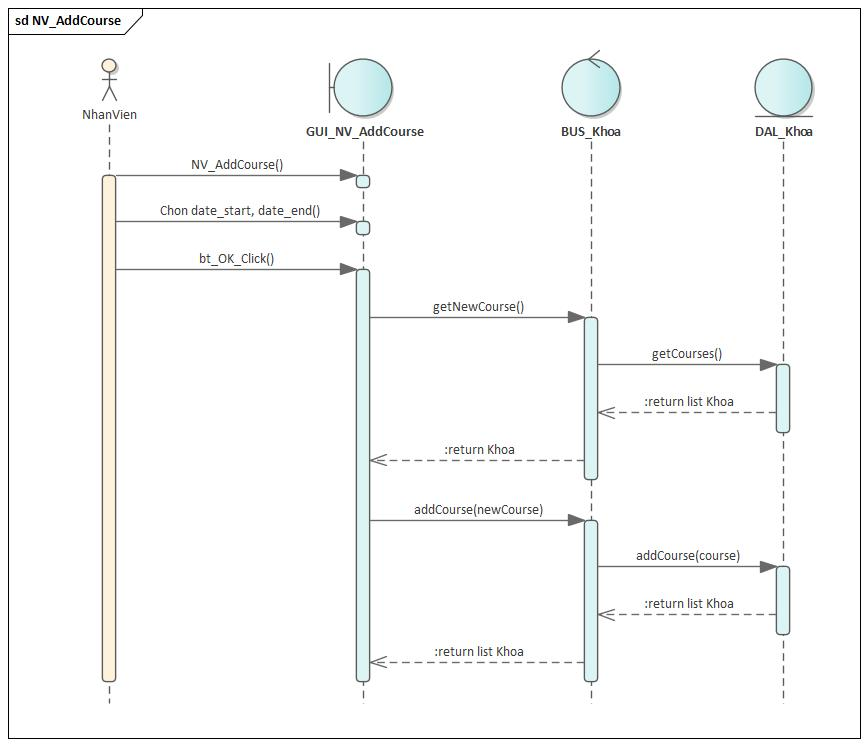 sd NV_AddCourse
NhanVien
GUI_NV_AddCourse
BUS_Khoa
DAL_Khoa
NV_AddCourse()
Chon date_start, date_end()
bt_OK_Click()
getNewCourse()
getCourses()
:return list Khoa
:return Khoa
addCourse(newCourse)
addCourse(course)
:return list Khoa
:return list Khoa